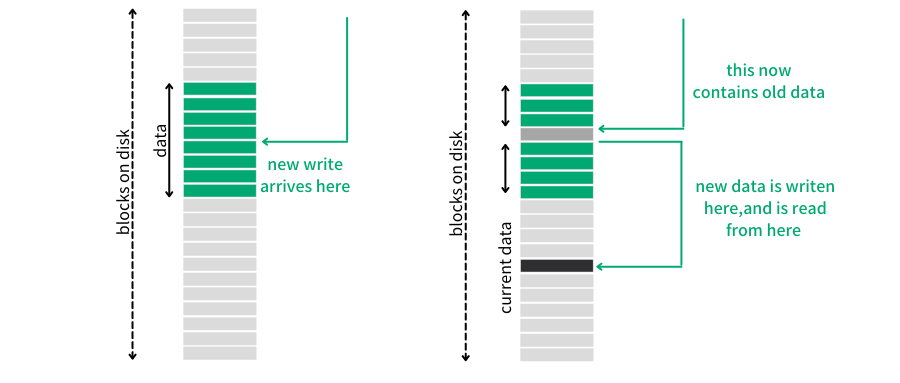 blocks on disk
data
new write
arrives here
blocks on disk
current data
this now
contains old data
new data is writen
here,and is read
from here